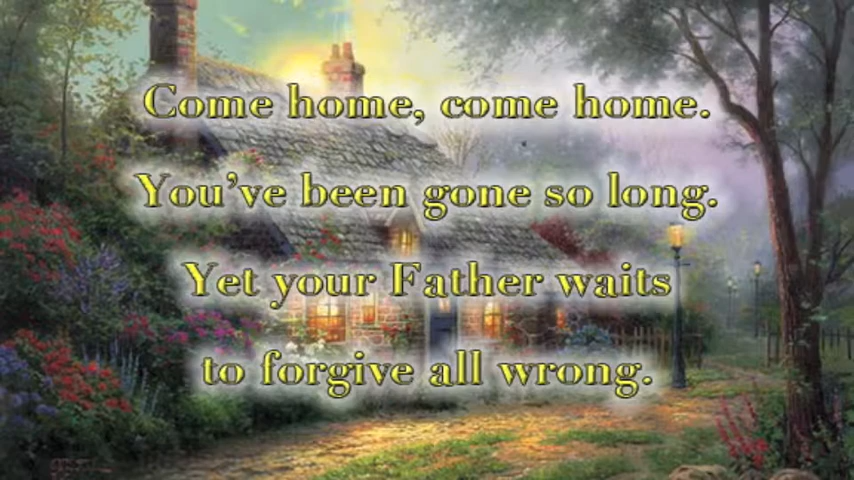 Come home, come home.
You've been gone so long.
Yet your Father waits
to forgive all wrong.